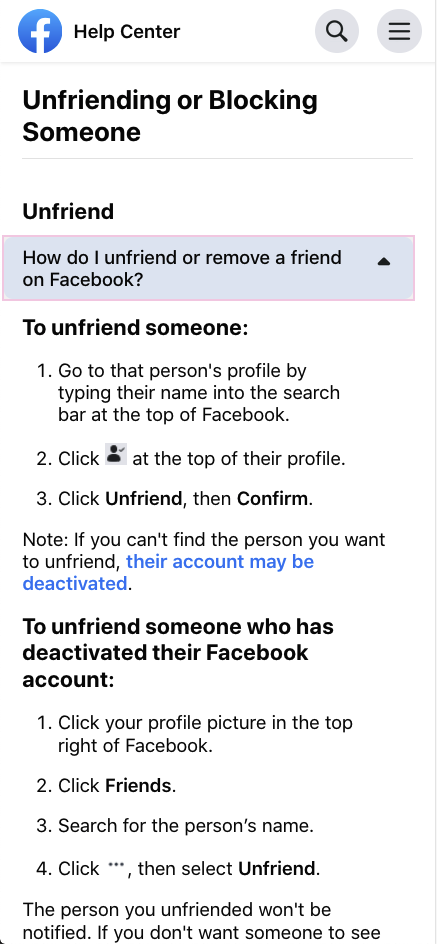 Help Center
Unfriending or Blocking
Someone
Unfriend
How do I unfriend or remove a friend
on Facebook?
To unfriend someone:
1. Go to that person's profile by
typing their name into the search
bar at the top of Facebook.
2. Click at the top of their profile.
3. Click Unfriend, then Confirm.
Note: If you can't find the person you want
to unfriend, their account may be
deactivated.
To unfriend someone who has
deactivated their Facebook
account:
1. Click your profile picture in the top
right of Facebook.
2. Click Friends.
3. Search for the person’s name.
4. Click ···, then select Unfriend.
The person you unfriended won't be
notified. If you don't want someone to see